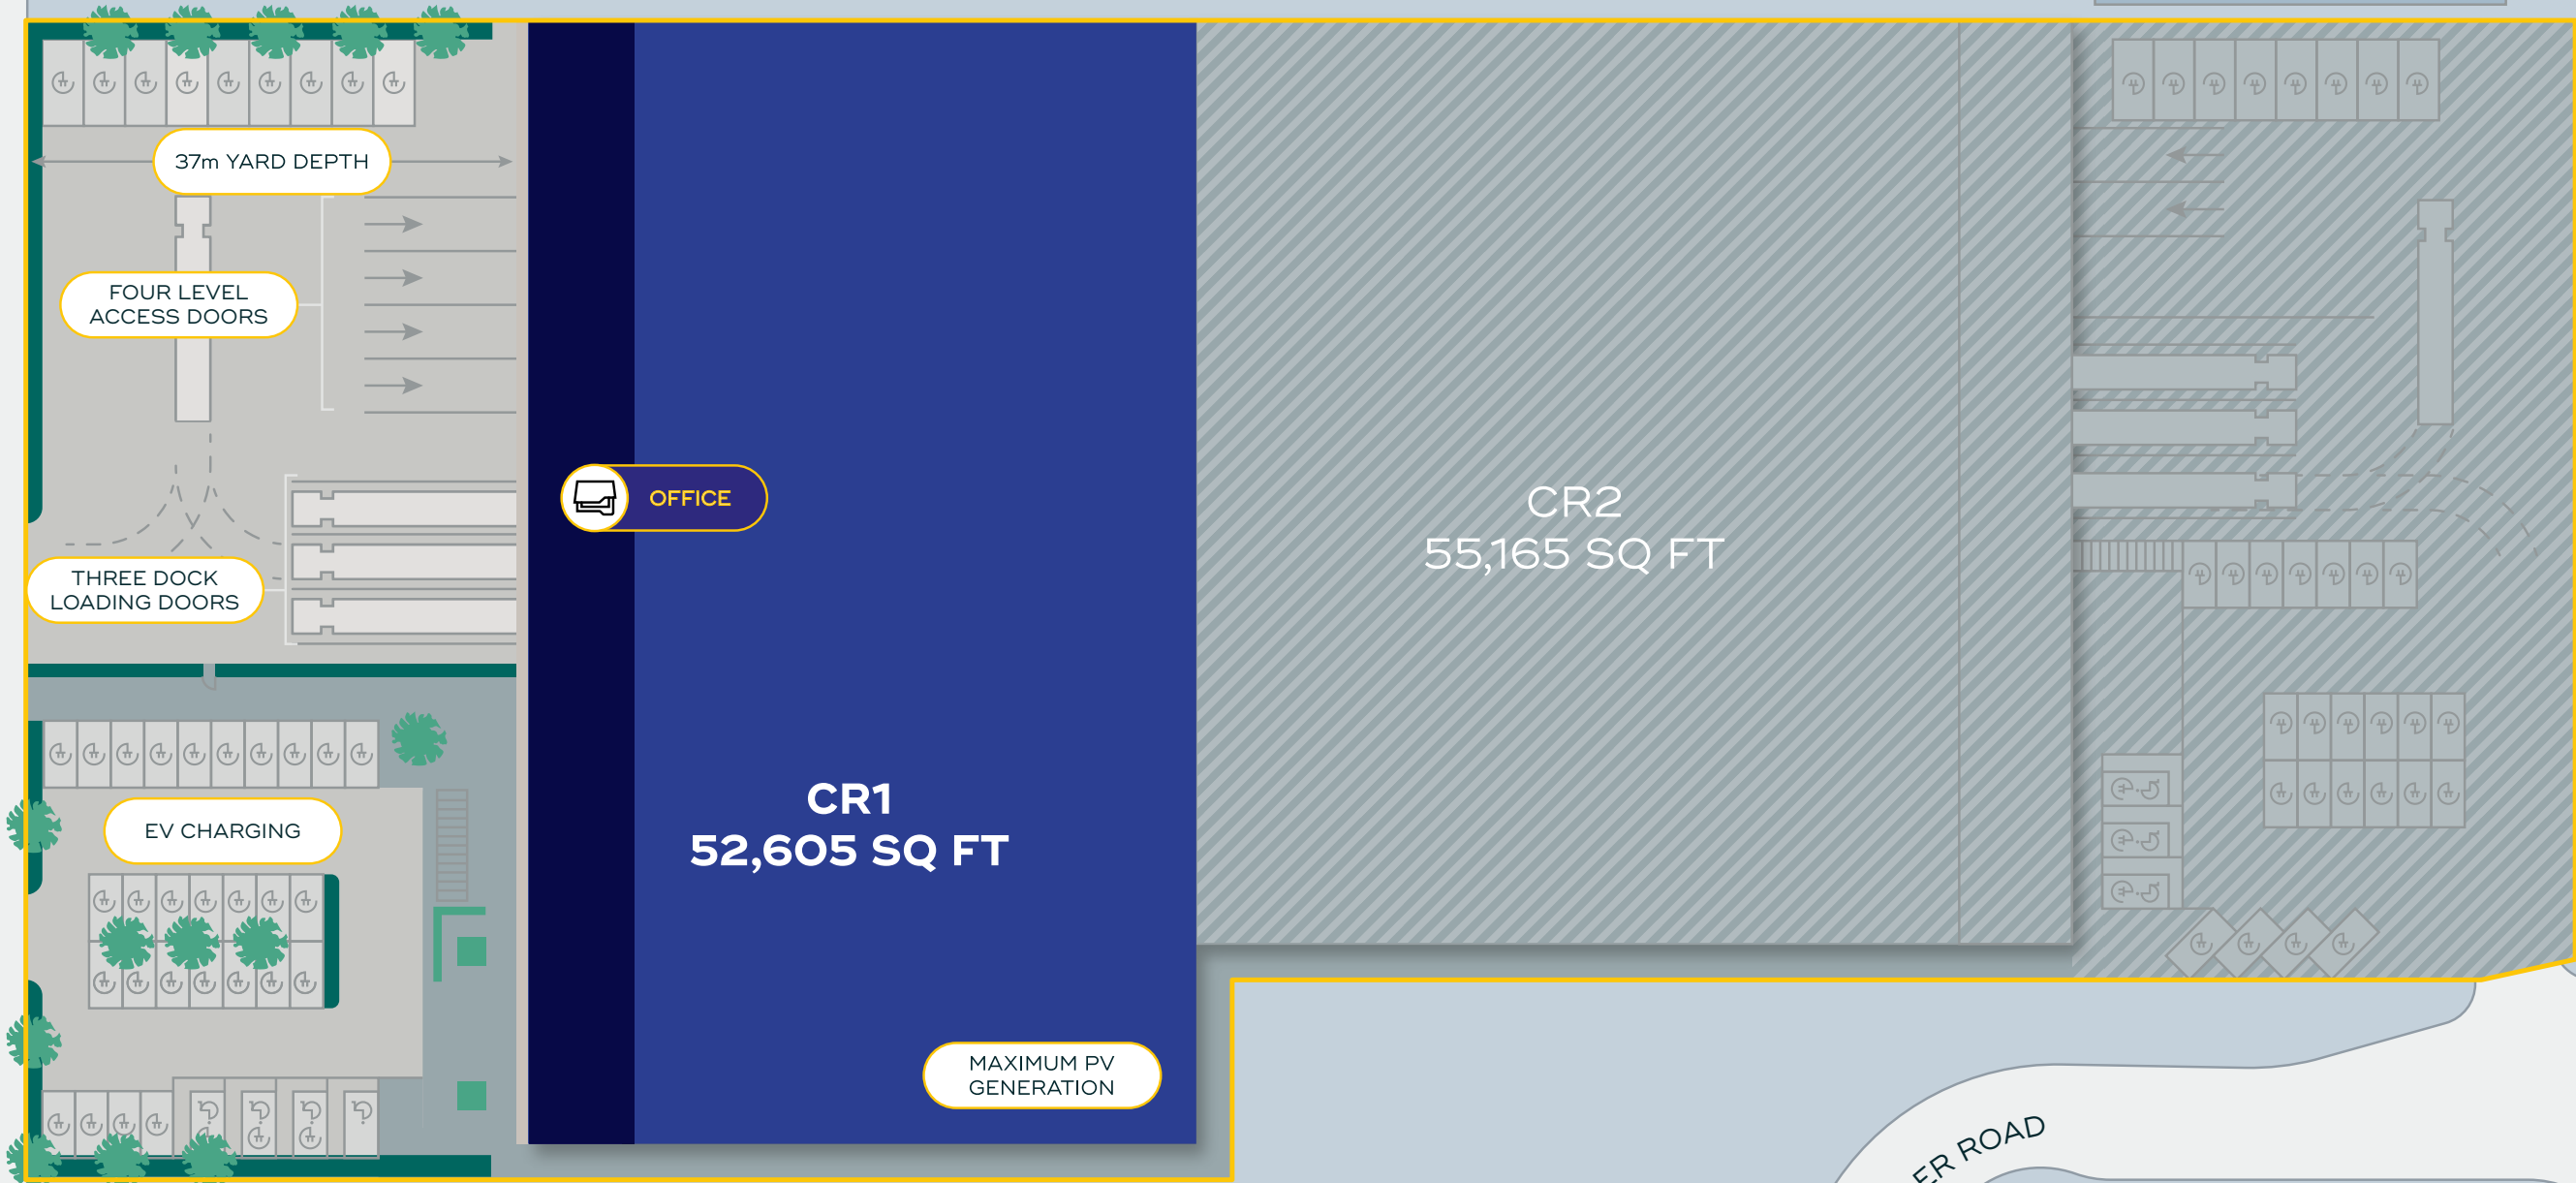 37m YARD DEPTH
FOUR LEVEL
ACCESS DOORS
OFFICE
THREE DOCK
LOADING DOORS
CR2
55,165 SQ FT
EV CHARGING
CR1
52,605 SQ FT
MAXIMUM PV
GENERATION
ER ROAD